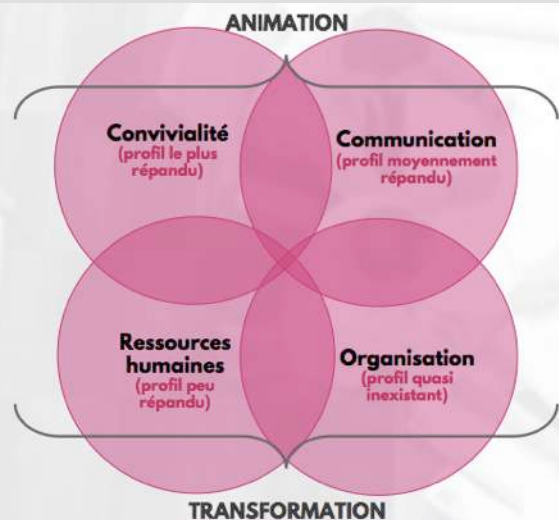 ANIMATION
Convivialité
(profil le plus
répandu)
Communication
(profil moyennement
répandu)
Ressources
humaines
(profil peu
répandu)
Organisation
(profil quasi
inexistant)
TRANSFORMATION